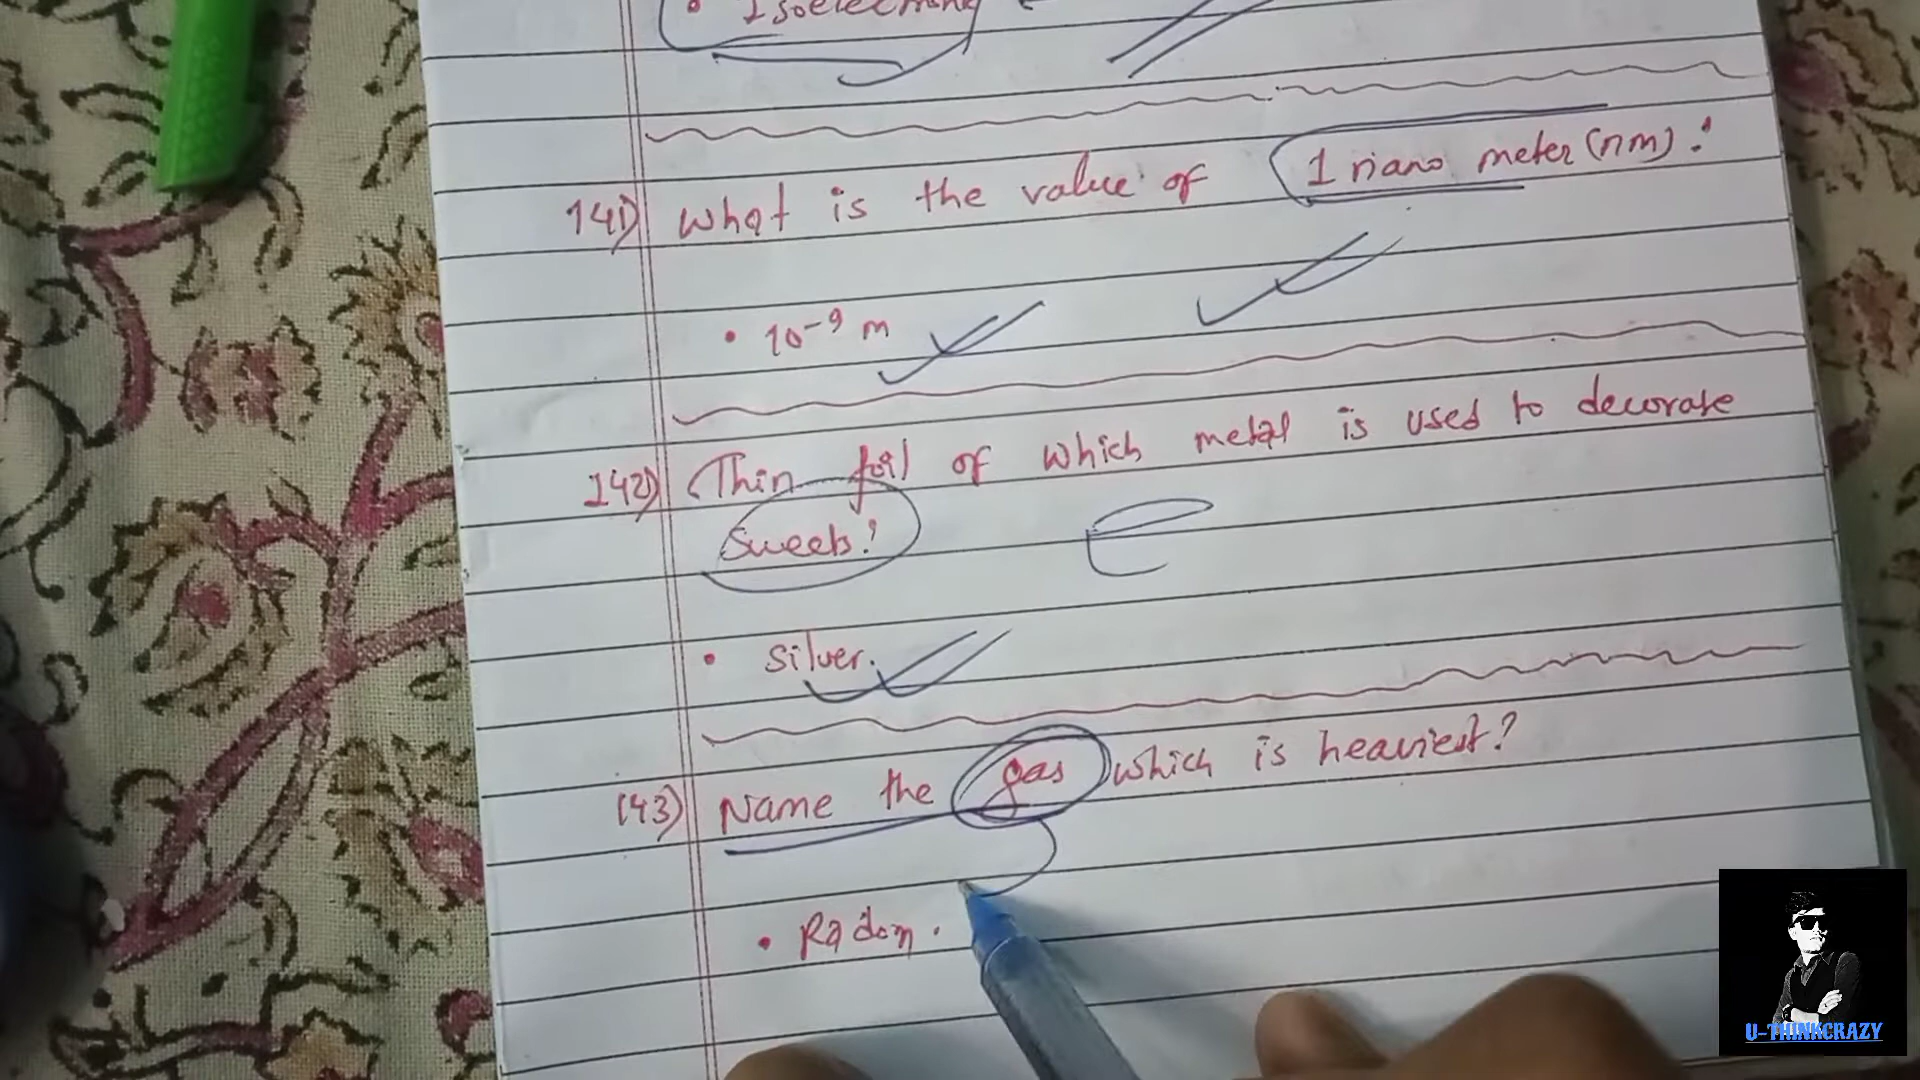 • Isoelectronic
141) What is the value of 1 nano meter (nm):
• 10⁻⁹ m
142) Thin foil of which metal is used to decorate
Sweets?
• Silver.
143) Name the gas which is heaviest?
• Radon.
U-THINKCRAZY